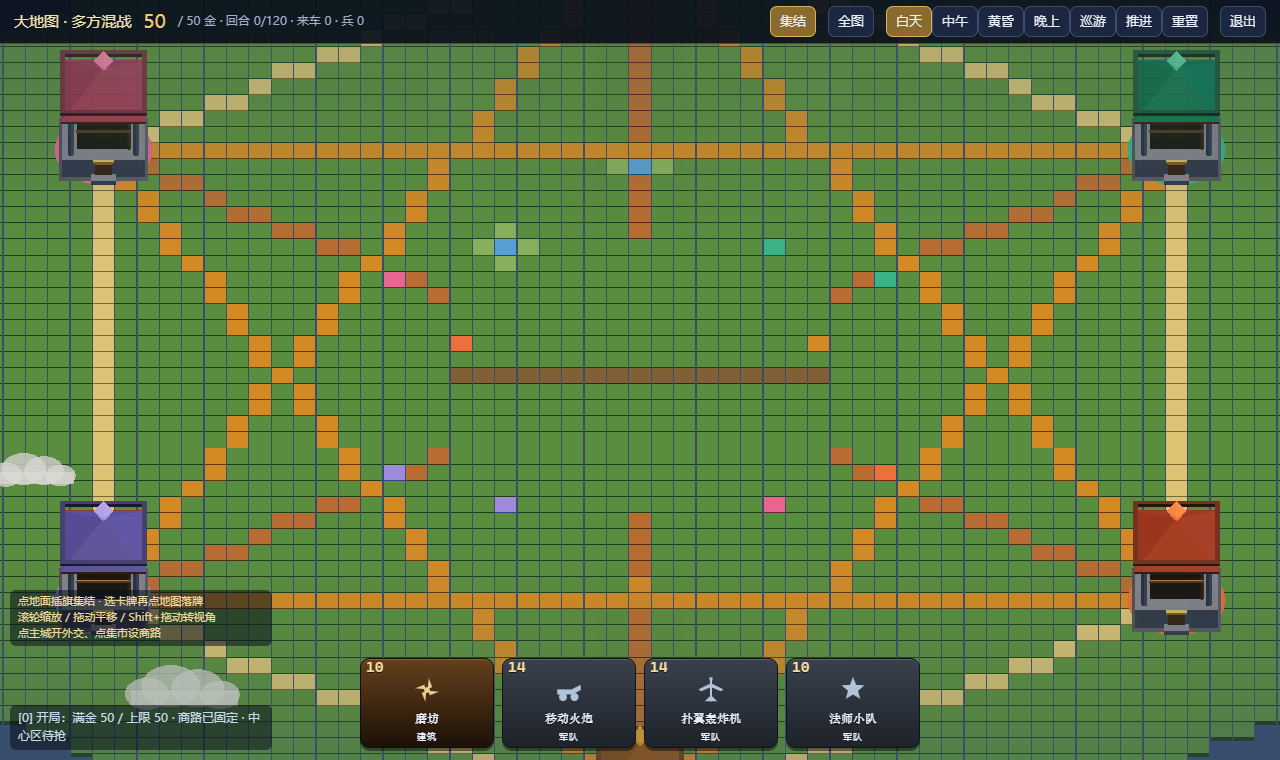 大地图 · 多方混战 50 / 50 金 · 回合 0/120 · 来车 0 · 兵 0
集结 全图 白天 中午 黄昏 晚上 巡游 推进 重置 退出
点地面插旗集结 · 选卡牌再点地图落牌
滚轮缩放 / 拖动平移 / Shift+拖动转视角
点主城开外交、点集市设商路
[0] 开局：满金 50 / 上限 50 · 商路已固定 · 中
心区待抢
10 14 14 10
磨坊 移动火炮 扑翼轰炸机 法师小队
建筑 军队 军队 军队